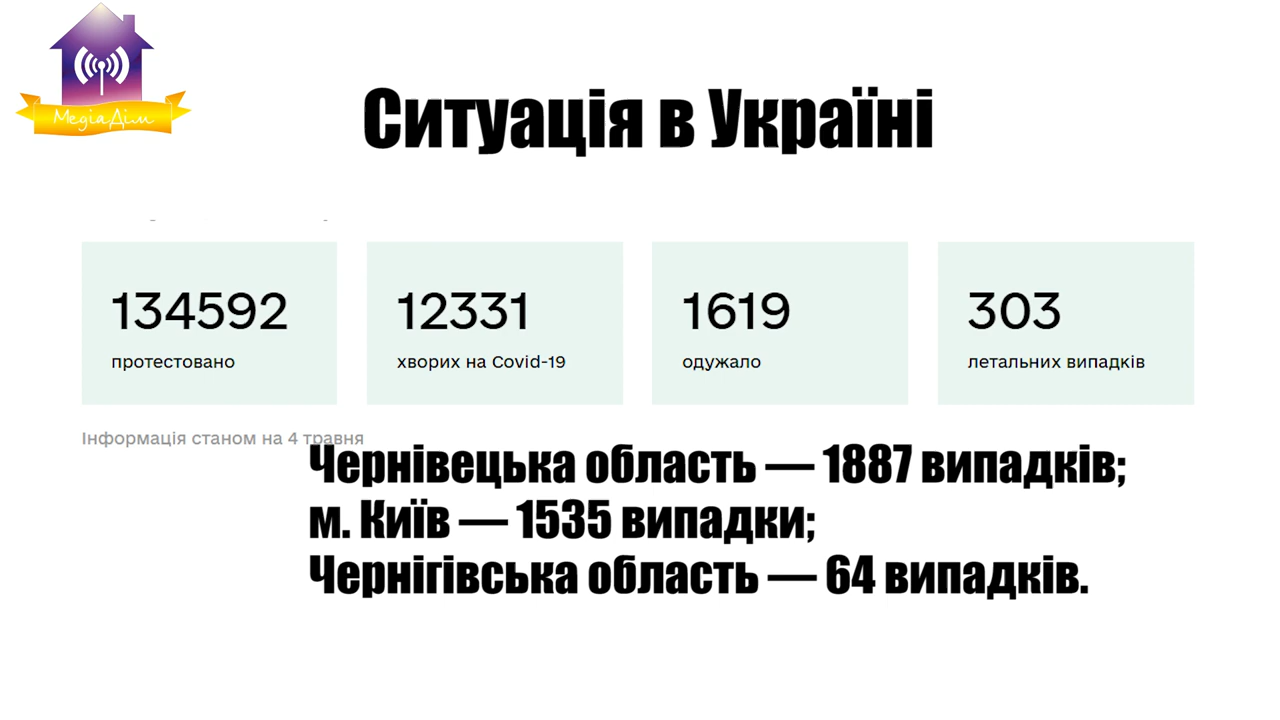 МедіаДім
Ситуація в Україні
134592
протестовано
12331
хворих на Covid-19
1619
одужало
303
летальних випадків
Інформація станом на 4 травня
Чернівецька область — 1887 випадків;
м. Київ — 1535 випадки;
Чернігівська область — 64 випадків.